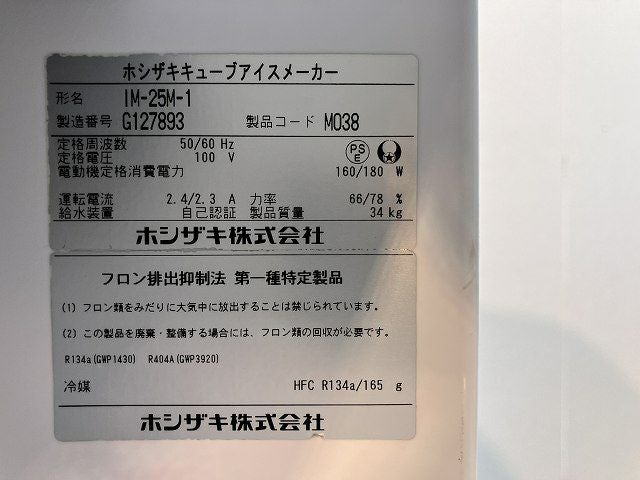 ホシザキキューブアイスメーカー
形名 IM-25M-1
製造番号 G127893 製品コード M038
定格周波数 50/60 Hz
定格電圧 100 V
PSE
電動機定格消費電力 160/180 W
運転電流 2.4/2.3 A 力率 66/78 %
給水装置 自己認証 製品質量 34 kg
ホシザキ株式会社
フロン排出抑制法 第一種特定製品
(1) フロン類をみだりに大気中に放出することは禁じられています。
(2) この製品を廃棄・整備する場合には、フロン類の回収が必要です。
R134a(GWP1430) R404A(GWP3920)
冷媒 HFC R134a/165 g
ホシザキ株式会社